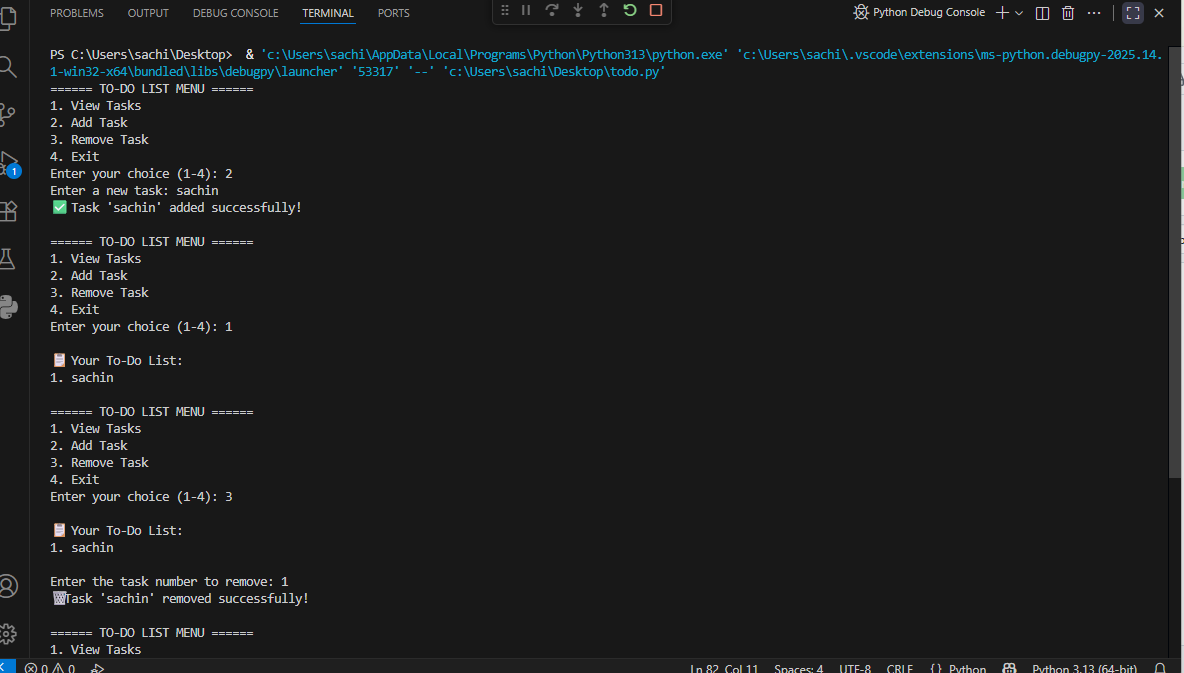 PROBLEMS OUTPUT DEBUG CONSOLE TERMINAL PORTS Python Debug Console
PS C:\Users\sachi\Desktop>  & 'c:\Users\sachi\AppData\Local\Programs\Python\Python313\python.exe' 'c:\Users\sachi\.vscode\extensions\ms-python.debugpy-2025.14.
1-win32-x64\bundled\libs\debugpy\launcher' '53317' '--' 'c:\Users\sachi\Desktop\todo.py'
====== TO-DO LIST MENU ======
1. View Tasks
2. Add Task
3. Remove Task
4. Exit
Enter your choice (1-4): 2
Enter a new task: sachin
✅ Task 'sachin' added successfully!
====== TO-DO LIST MENU ======
1. View Tasks
2. Add Task
3. Remove Task
4. Exit
Enter your choice (1-4): 1
📋 Your To-Do List:
1. sachin
====== TO-DO LIST MENU ======
1. View Tasks
2. Add Task
3. Remove Task
4. Exit
Enter your choice (1-4): 3
📋 Your To-Do List:
1. sachin
Enter the task number to remove: 1
🗑Task 'sachin' removed successfully!
====== TO-DO LIST MENU ======
1. View Tasks
1
0 0 Ln 82, Col 11 Spaces: 4 UTF-8 CRLF {} Python Python 3.13 (64-bit)